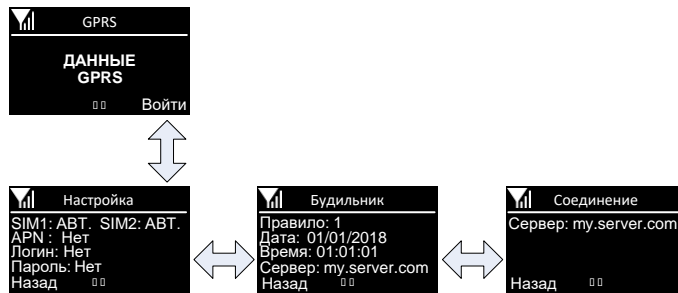 GPRS
ДАННЫЕ
GPRS
Войти
Настройка
SIM1: АВТ. SIM2: АВТ.
APN : Нет
Логин: Нет
Пароль: Нет
Назад
Будильник
Правило: 1
Дата: 01/01/2018
Время: 01:01:01
Сервер: my.server.com
Назад
Соединение
Сервер: my.server.com
Назад